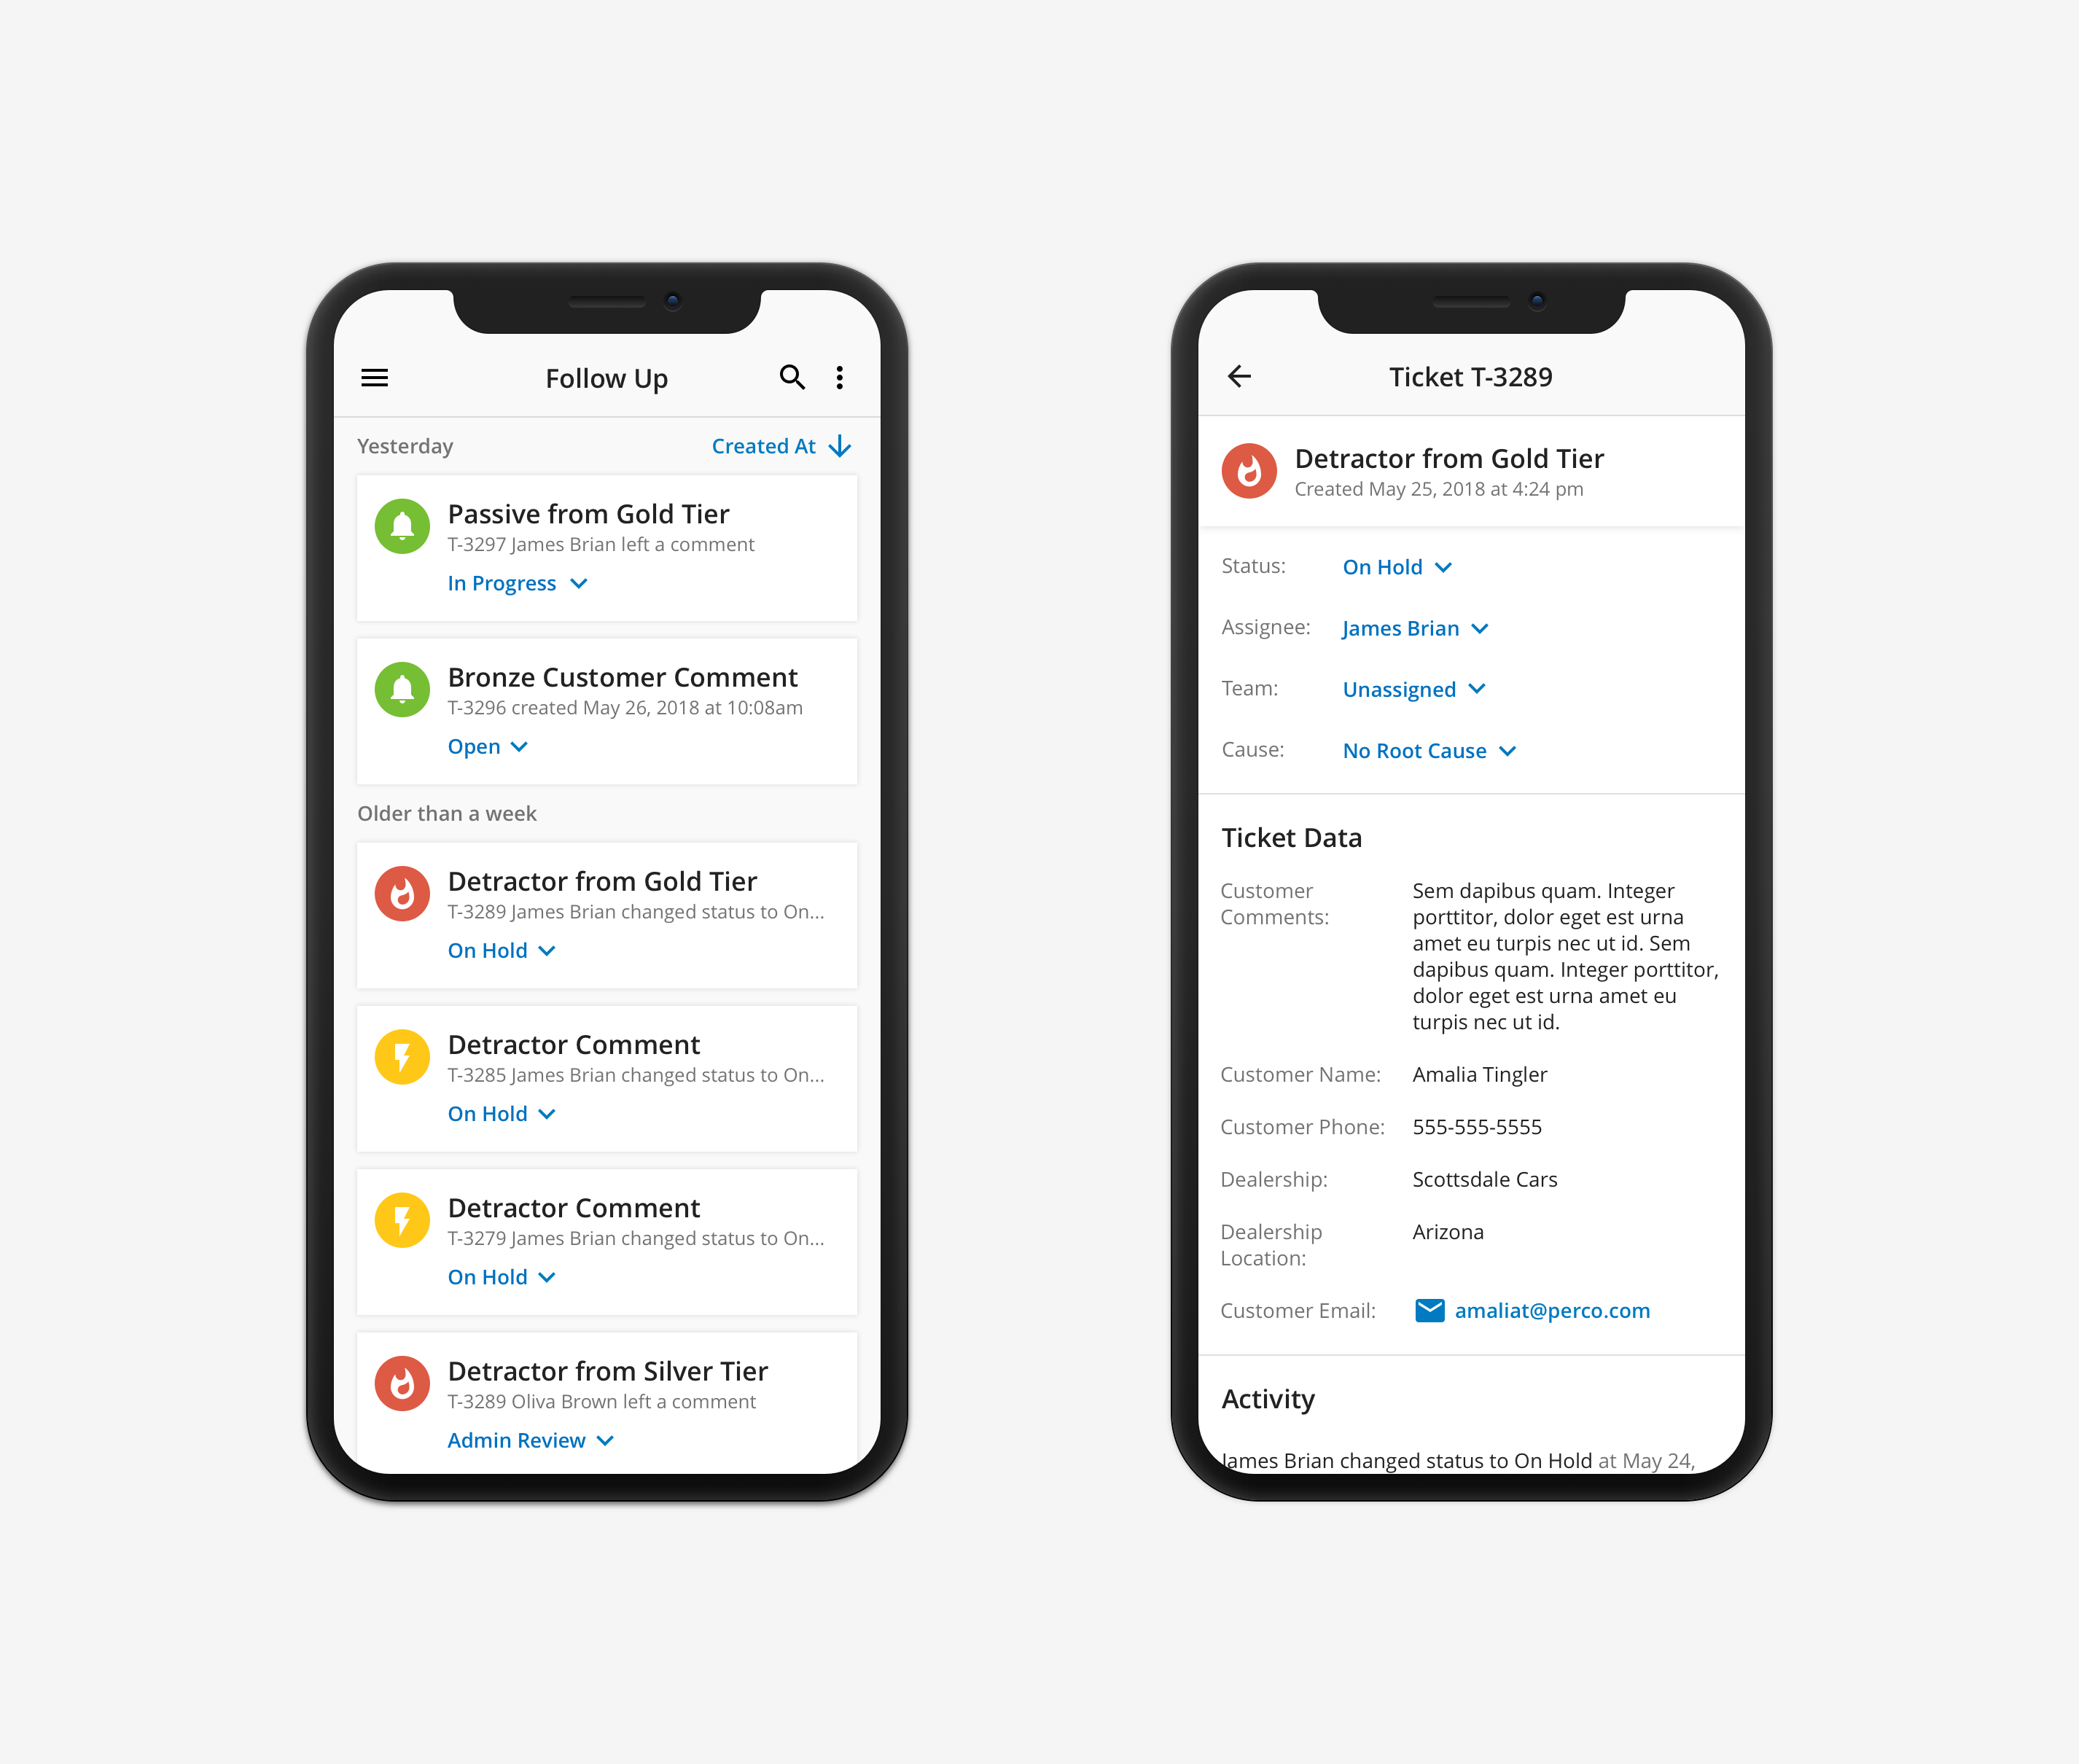 Follow Up
Yesterday
Created At
Passive from Gold Tier
T-3297 James Brian left a comment
In Progress
Bronze Customer Comment
T-3296 created May 26, 2018 at 10:08am
Open
Older than a week
Detractor from Gold Tier
T-3289 James Brian changed status to On...
On Hold
Detractor Comment
T-3285 James Brian changed status to On...
On Hold
Detractor Comment
T-3279 James Brian changed status to On...
On Hold
Detractor from Silver Tier
T-3289 Oliva Brown left a comment
Admin Review
Ticket T-3289
Detractor from Gold Tier
Created May 25, 2018 at 4:24 pm
Status: On Hold
Assignee: James Brian
Team: Unassigned
Cause: No Root Cause
Ticket Data
Customer
Comments:
Sem dapibus quam. Integer
porttitor, dolor eget est urna
amet eu turpis nec ut id. Sem
dapibus quam. Integer porttitor,
dolor eget est urna amet eu
turpis nec ut id.
Customer Name: Amalia Tingler
Customer Phone: 555-555-5555
Dealership: Scottsdale Cars
Dealership
Location:
Arizona
Customer Email: amaliat@perco.com
Activity
James Brian changed status to On Hold at May 24,